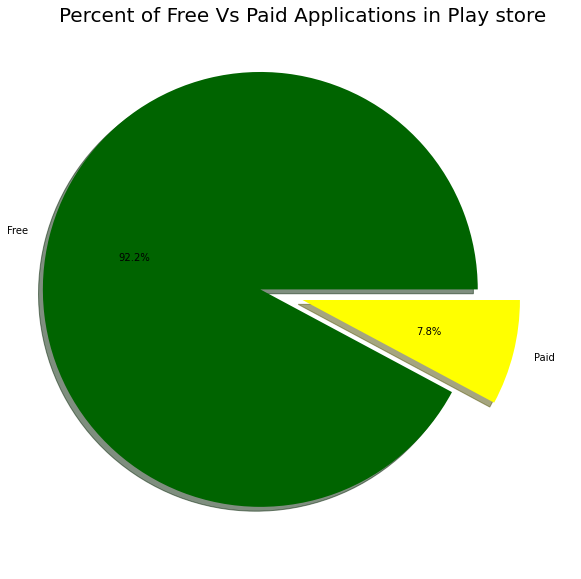 Percent of Free Vs Paid Applications in Play store
Free
92.2%
7.8%
Paid